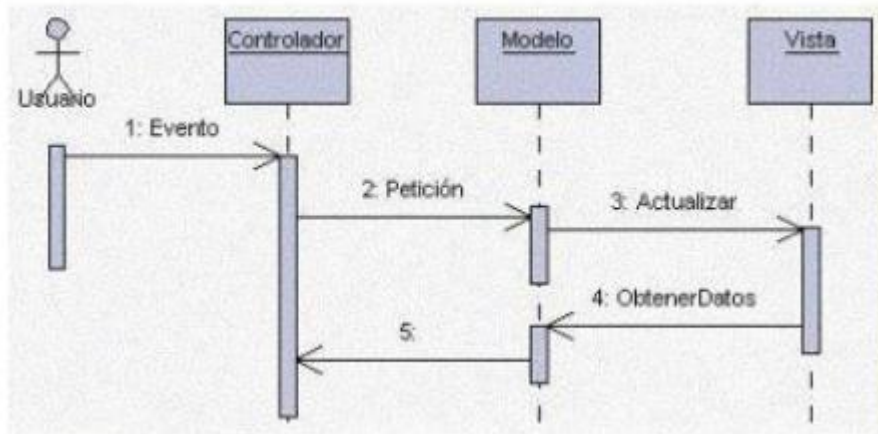 Controlador
Modelo
Vista
Usuario
1: Evento
2: Petición
3: Actualizar
4: ObtenerDatos
5: